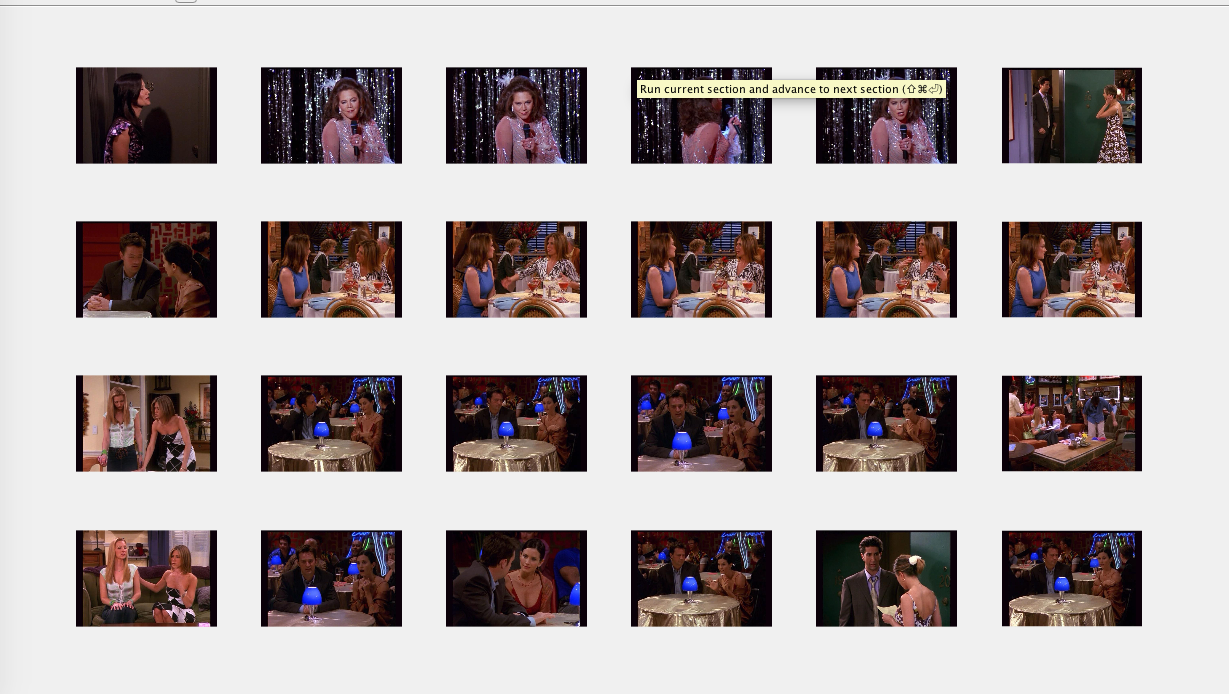 Run current section and advance to next section (⇧⌘⏎)